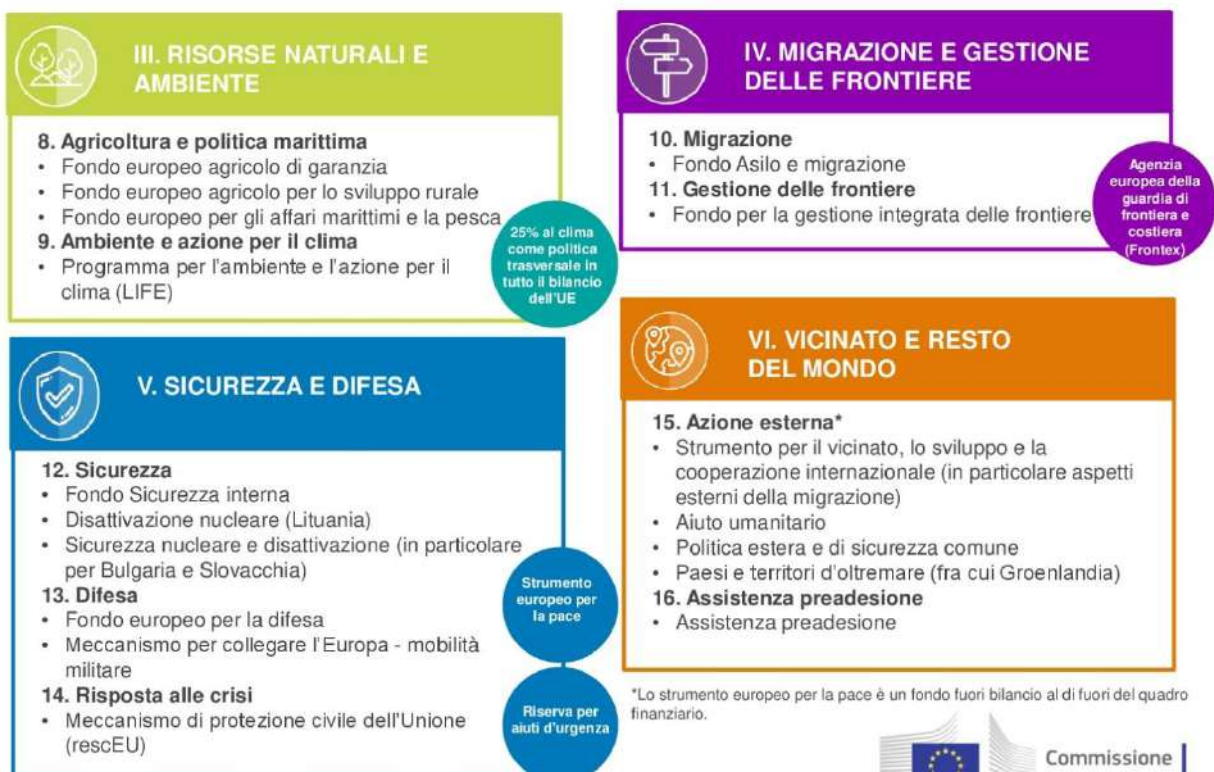 III. RISORSE NATURALI E
AMBIENTE
8. Agricoltura e politica marittima
• Fondo europeo agricolo di garanzia
• Fondo europeo agricolo per lo sviluppo rurale
• Fondo europeo per gli affari marittimi e la pesca
9. Ambiente e azione per il clima
• Programma per l'ambiente e l'azione per il
clima (LIFE)
25% al clima
come politica
trasversale in
tutto il bilancio
dell'UE
IV. MIGRAZIONE E GESTIONE
DELLE FRONTIERE
10. Migrazione
• Fondo Asilo e migrazione
11. Gestione delle frontiere
• Fondo per la gestione integrata delle frontiere
Agenzia
europea della
guardia di
frontiera e
costiera
(Frontex)
V. SICUREZZA E DIFESA
12. Sicurezza
• Fondo Sicurezza interna
• Disattivazione nucleare (Lituania)
• Sicurezza nucleare e disattivazione (in particolare
per Bulgaria e Slovacchia)
13. Difesa
• Fondo europeo per la difesa
• Meccanismo per collegare l'Europa - mobilità
militare
14. Risposta alle crisi
• Meccanismo di protezione civile dell'Unione
(rescEU)
Strumento
europeo per
la pace
Riserva per
aiuti d'urgenza
VI. VICINATO E RESTO
DEL MONDO
15. Azione esterna*
• Strumento per il vicinato, lo sviluppo e la
cooperazione internazionale (in particolare aspetti
esterni della migrazione)
• Aiuto umanitario
• Politica estera e di sicurezza comune
• Paesi e territori d'oltremare (fra cui Groenlandia)
16. Assistenza preadesione
• Assistenza preadesione
*Lo strumento europeo per la pace è un fondo fuori bilancio al di fuori del quadro
finanziario.
Commissione